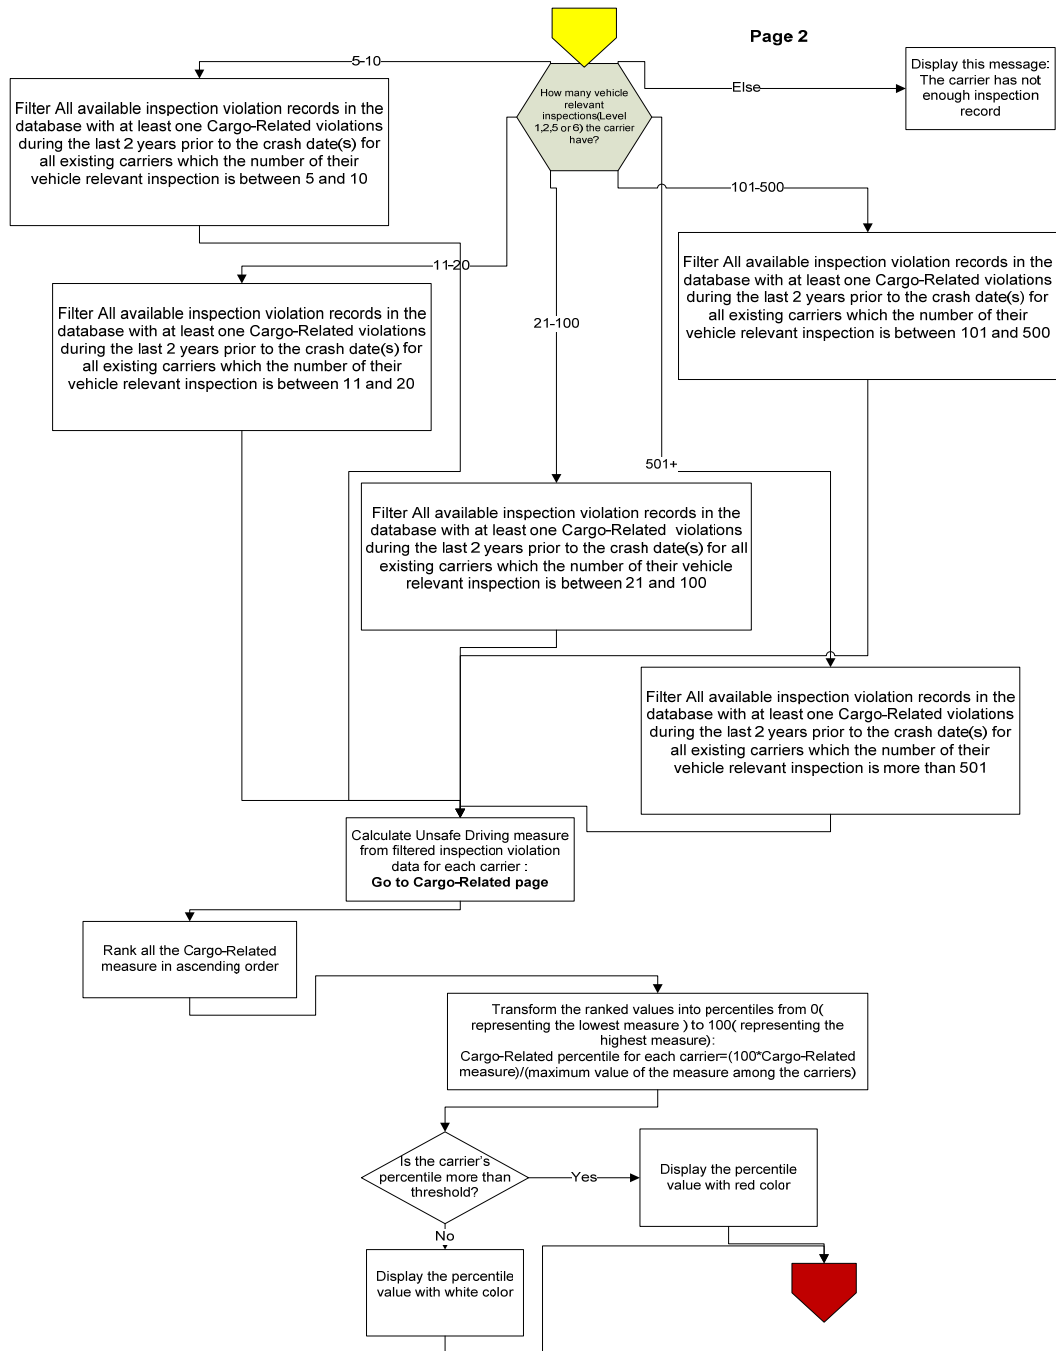 Page 2
How many vehicle
relevant
inspections(Level
1,2,5 or 6) the carrier
have?
Else
Display this message:
The carrier has not
enough inspection
record
5-10
Filter All available inspection violation records in the
database with at least one Cargo-Related violations
during the last 2 years prior to the crash date(s) for
all existing carriers which the number of their
vehicle relevant inspection is between 5 and 10
101-500
Filter All available inspection violation records in the
database with at least one Cargo-Related violations
during the last 2 years prior to the crash date(s) for
all existing carriers which the number of their
vehicle relevant inspection is between 101 and 500
11-20
Filter All available inspection violation records in the
database with at least one Cargo-Related violations
during the last 2 years prior to the crash date(s) for
all existing carriers which the number of their
vehicle relevant inspection is between 11 and 20
21-100
Filter All available inspection violation records in the
database with at least one Cargo-Related violations
during the last 2 years prior to the crash date(s) for all
existing carriers which the number of their vehicle
relevant inspection is between 21 and 100
501+
Filter All available inspection violation records in the
database with at least one Cargo-Related violations
during the last 2 years prior to the crash date(s) for
all existing carriers which the number of their
vehicle relevant inspection is more than 501
Calculate Unsafe Driving measure
from filtered inspection violation
data for each carrier :
Go to Cargo-Related page
Rank all the Cargo-Related
measure in ascending order
Transform the ranked values into percentiles from 0(
representing the lowest measure ) to 100( representing the
highest measure):
Cargo-Related percentile for each carrier=(100*Cargo-Related
measure)/(maximum value of the measure among the carriers)
Is the carrier's
percentile more than
threshold?
Yes
Display the percentile
value with red color
No
Display the percentile
value with white color